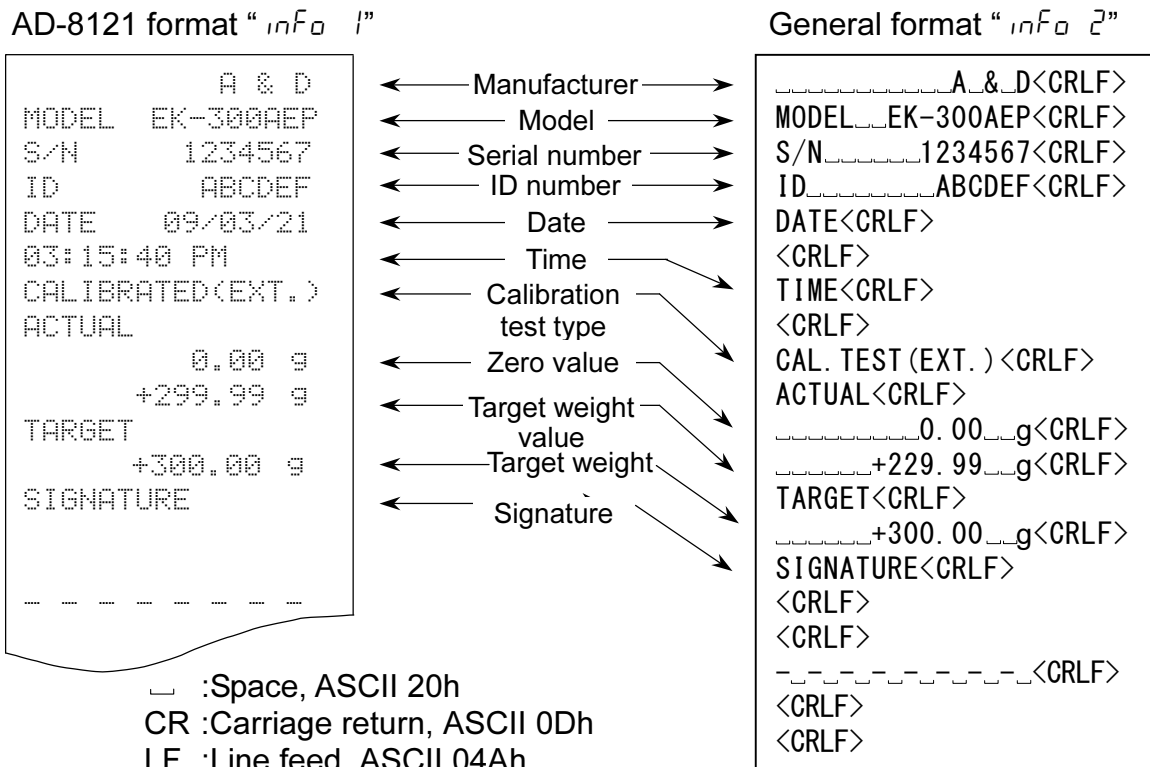 AD-8121 format “ info 1”
A & D
MODEL EK-300AEP
S/N 1234567
ID ABCDEF
DATE 09/03/21
03:15:40 PM
CALIBRATED(EXT.)
ACTUAL
0.00 g
+299.99 g
TARGET
+300.00 g
SIGNATURE
_ _ _ _ _ _ _ _
Manufacturer
Model
Serial number
ID number
Date
Time
Calibration
test type
Zero value
Target weight
value
Target weight
Signature
General format “ info 2”
␣␣␣␣␣␣␣␣␣␣␣A␣&␣D<CRLF>
MODEL␣␣EK-300AEP<CRLF>
S/N␣␣␣␣␣␣1234567<CRLF>
ID␣␣␣␣␣␣␣␣ABCDEF<CRLF>
DATE<CRLF>
<CRLF>
TIME<CRLF>
<CRLF>
CAL.TEST(EXT.)<CRLF>
ACTUAL<CRLF>
␣␣␣␣␣␣␣␣␣0.00␣␣g<CRLF>
␣␣␣␣␣␣+229.99␣␣g<CRLF>
TARGET<CRLF>
␣␣␣␣␣␣+300.00␣␣g<CRLF>
SIGNATURE<CRLF>
<CRLF>
<CRLF>
-␣-␣-␣-␣-␣-␣-␣-␣<CRLF>
<CRLF>
<CRLF>
␣ :Space, ASCII 20h
CR :Carriage return, ASCII 0Dh
LF :Line feed, ASCII 04Ah